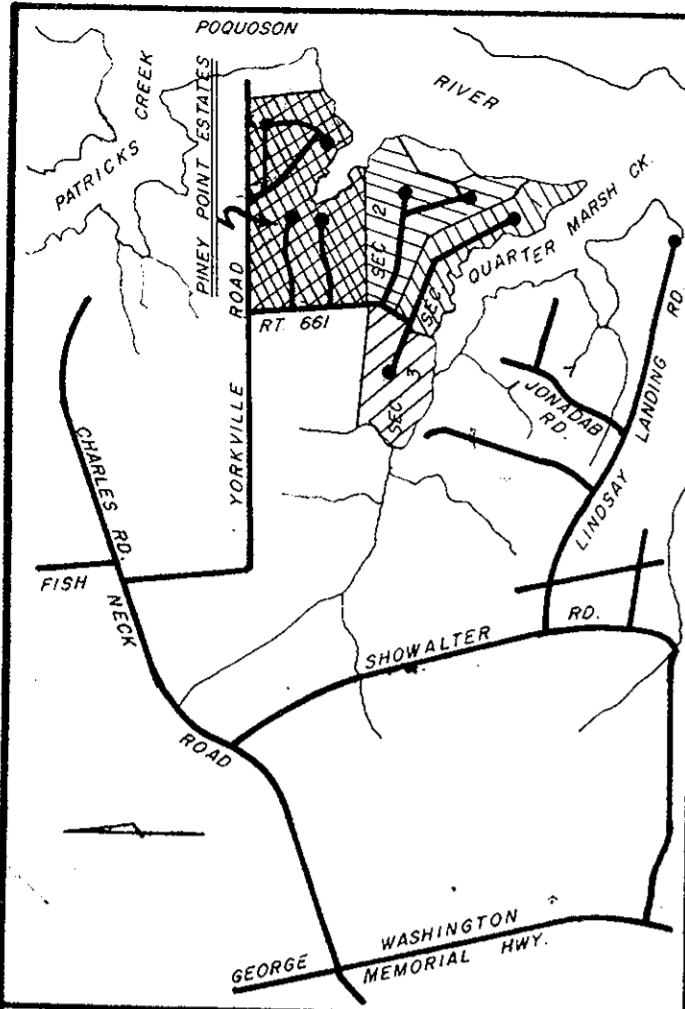 POQUOSON
RIVER
PATRICKS CREEK
PINEY POINT ESTATES
YORKVILLE ROAD
RT. 661
SEC 2
SEC
SEC 3
QUARTER MARSH CK.
JONADAB
RD.
LINDSAY LANDING RD.
CHARLES RD.
FISH NECK ROAD
SHOWALTER RD.
GEORGE WASHINGTON
MEMORIAL HWY.